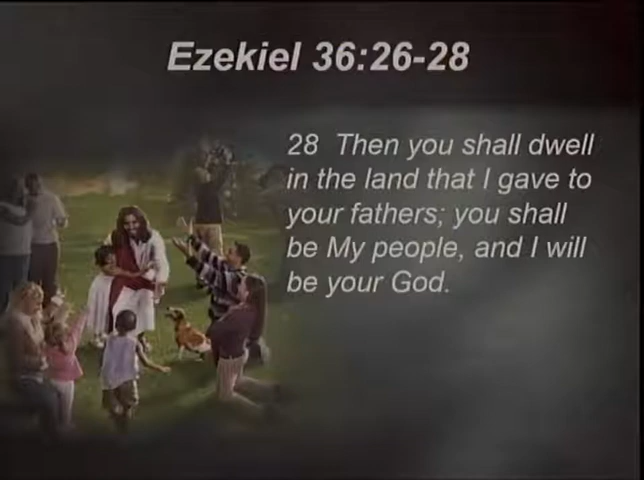 Ezekiel 36:26-28
28 Then you shall dwell
in the land that I gave to
your fathers; you shall
be My people, and I will
be your God.